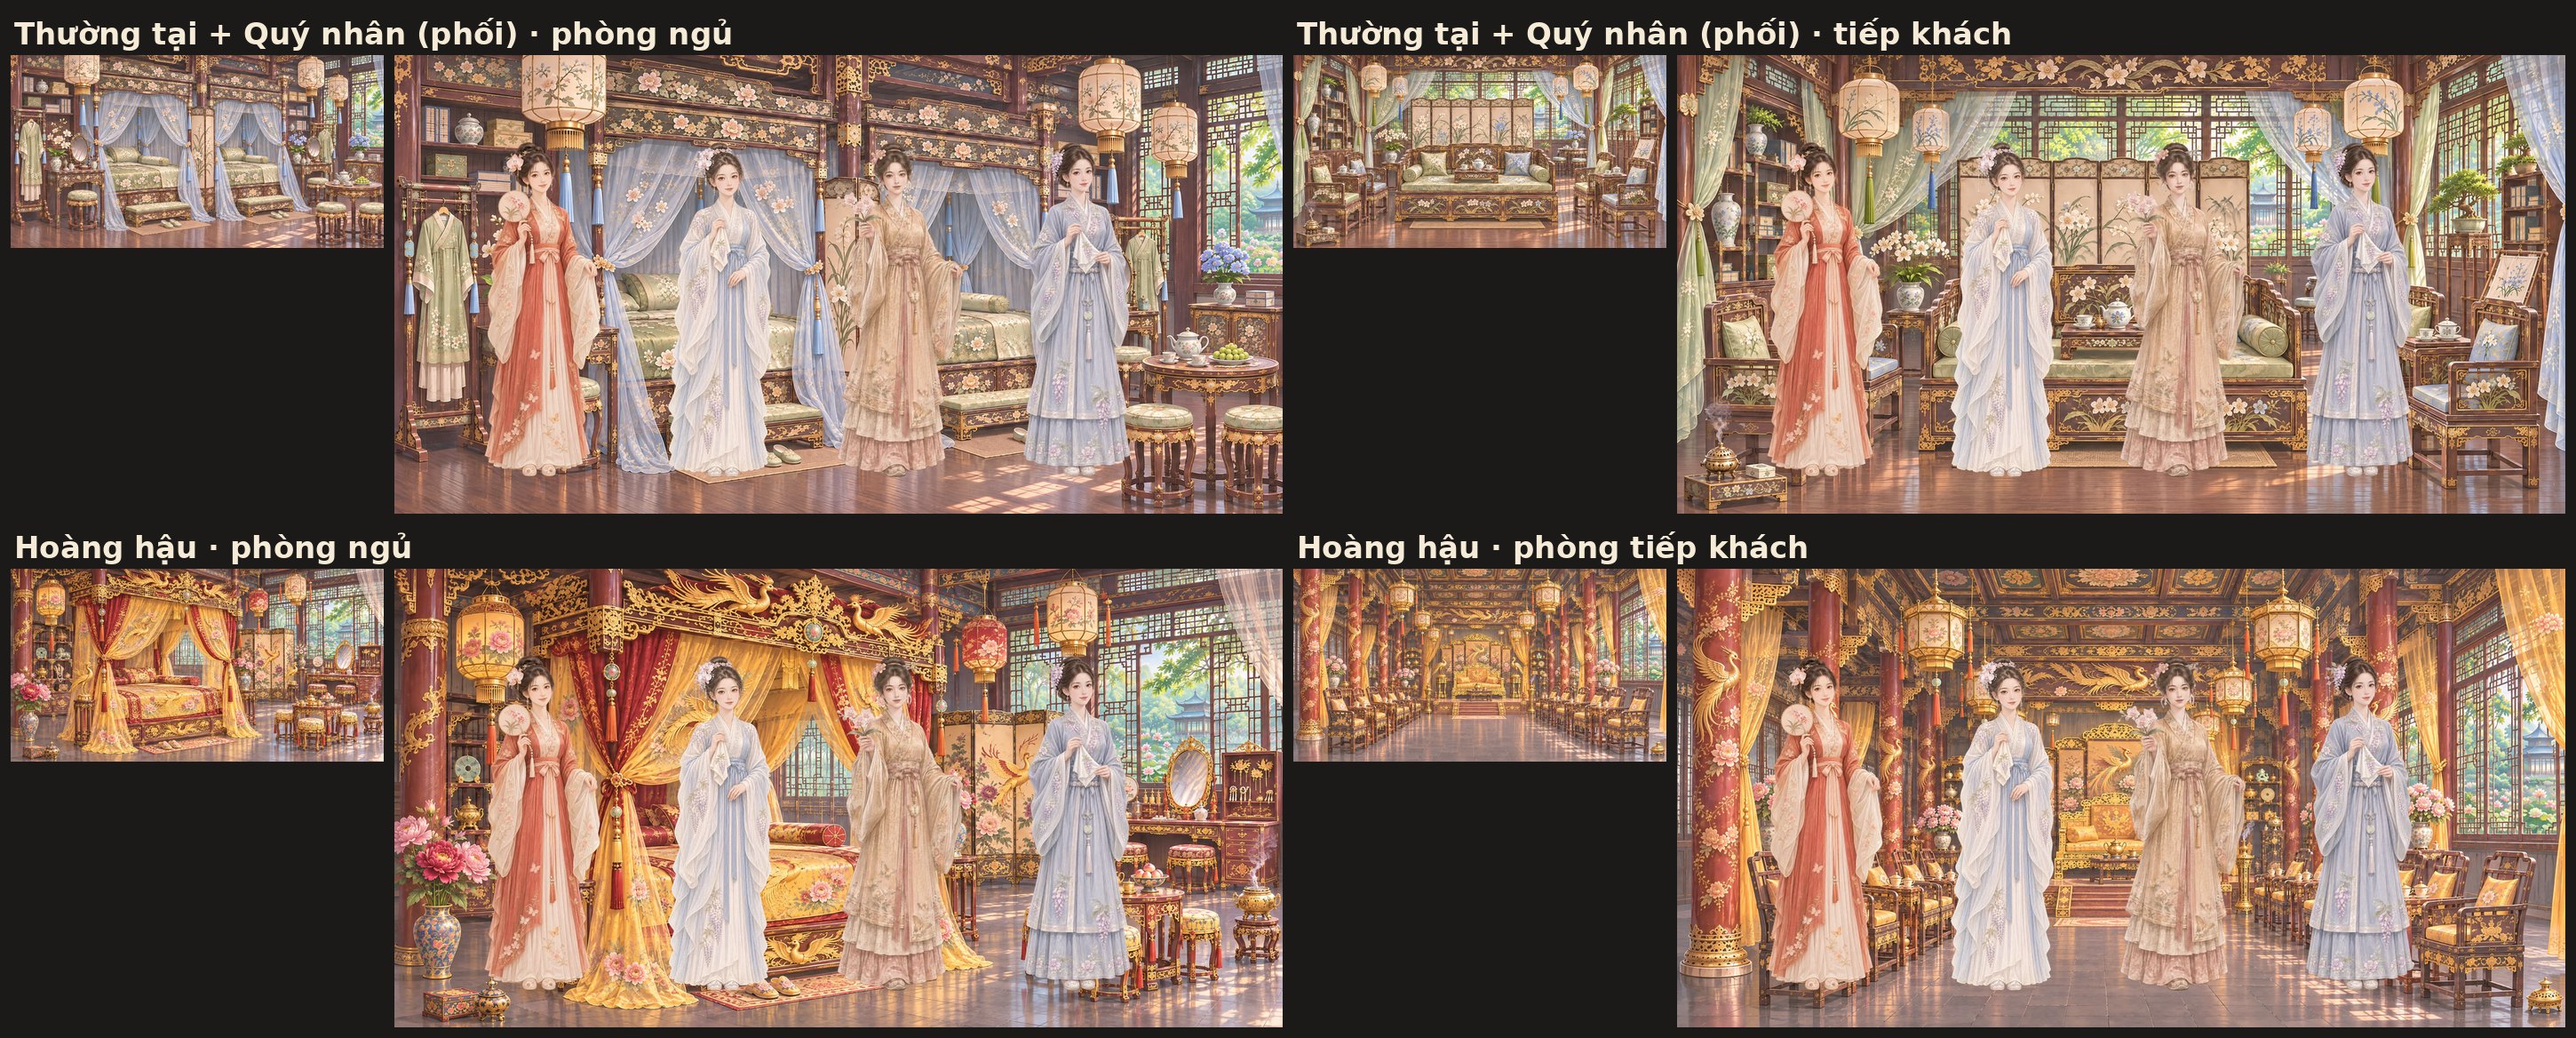 Thường tại + Quý nhân (phối) · phòng ngủ
Thường tại + Quý nhân (phối) · tiếp khách
Hoàng hậu · phòng ngủ
Hoàng hậu · phòng tiếp khách